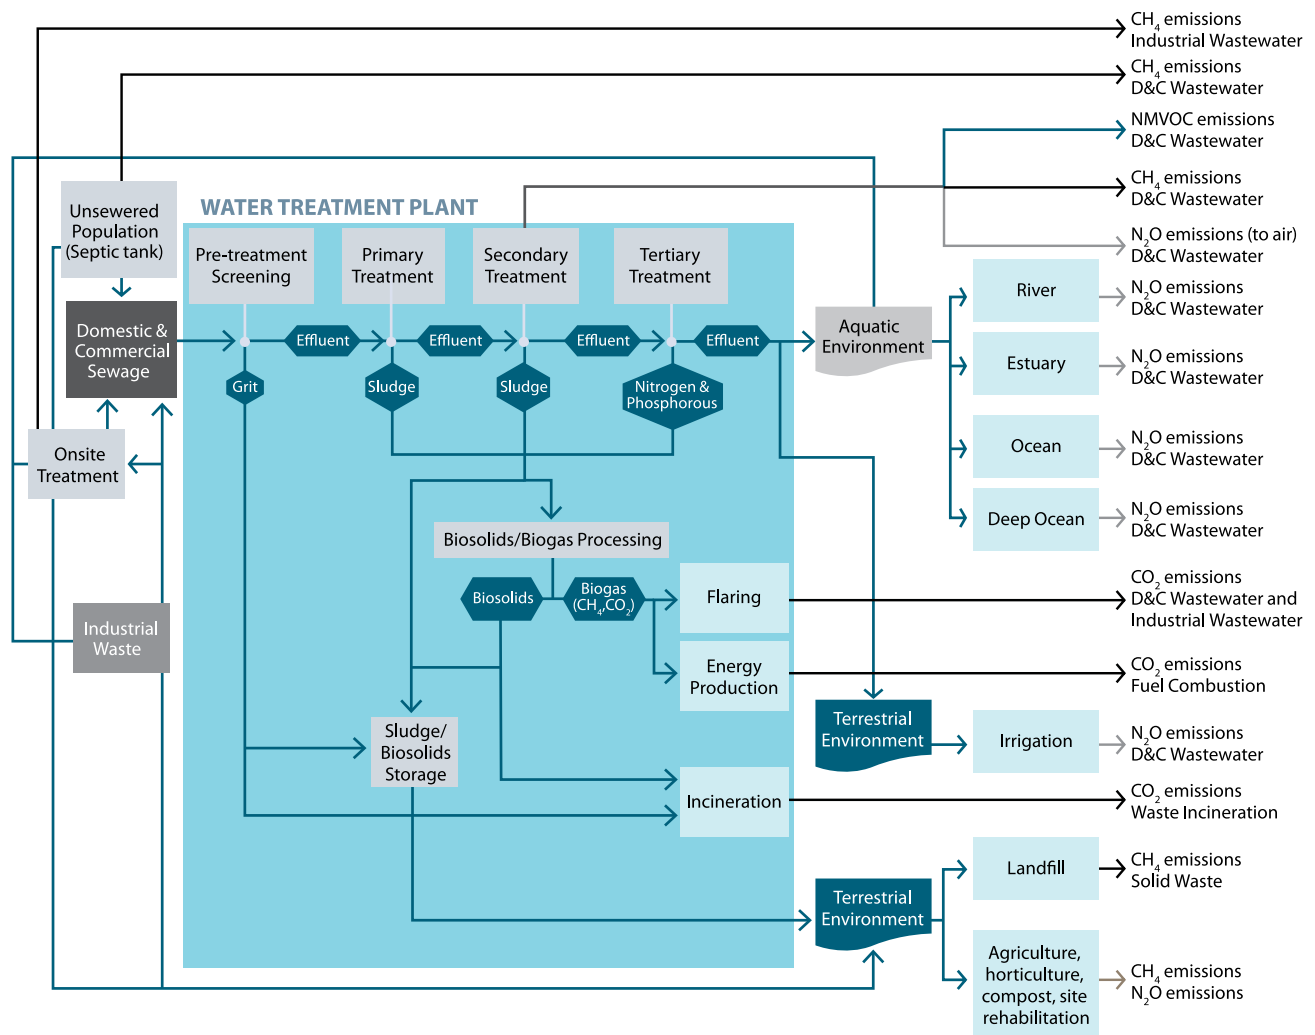 CH₄ emissions
Industrial Wastewater
CH₄ emissions
D&C Wastewater
NMVOC emissions
D&C Wastewater
CH₄ emissions
D&C Wastewater
N₂O emissions (to air)
D&C Wastewater
Unsewered
Population
(Septic tank)
WATER TREATMENT PLANT
Pre-treatment
Screening
Primary
Treatment
Secondary
Treatment
Tertiary
Treatment
River
N₂O emissions
D&C Wastewater
Domestic &
Commercial
Sewage
Effluent
Effluent
Effluent
Effluent
Aquatic
Environment
Estuary
N₂O emissions
D&C Wastewater
Grit
Sludge
Sludge
Nitrogen &
Phosphorous
Onsite
Treatment
Ocean
N₂O emissions
D&C Wastewater
Deep Ocean
N₂O emissions
D&C Wastewater
Biosolids/Biogas Processing
Biosolids
Biogas
(CH₄,CO₂)
Flaring
CO₂ emissions
D&C Wastewater and
Industrial Wastewater
Industrial
Waste
Energy
Production
CO₂ emissions
Fuel Combustion
Sludge/
Biosolids
Storage
Terrestrial
Environment
Irrigation
N₂O emissions
D&C Wastewater
Incineration
CO₂ emissions
Waste Incineration
Terrestrial
Environment
Landfill
CH₄ emissions
Solid Waste
Agriculture,
horticulture,
compost, site
rehabilitation
CH₄ emissions
N₂O emissions